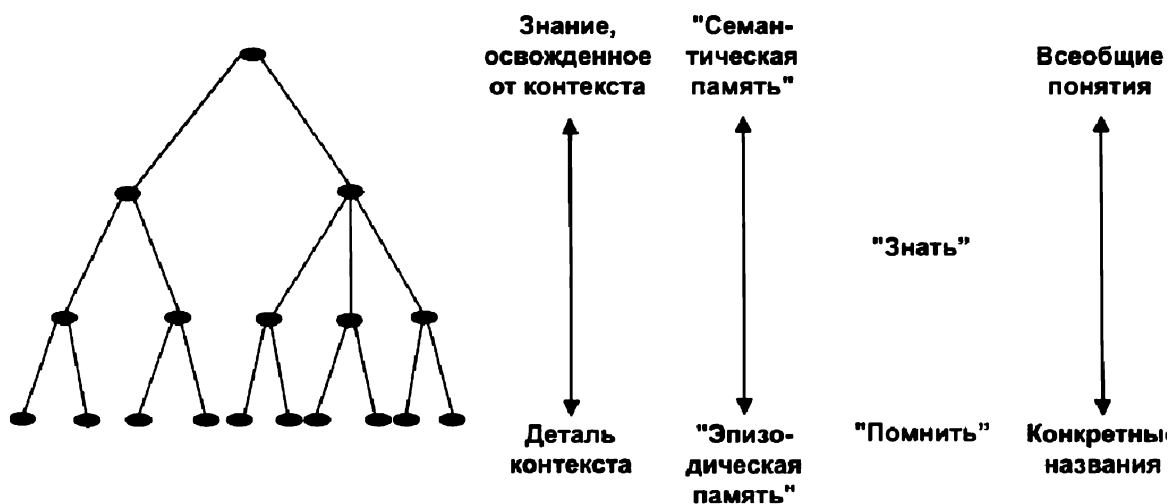 Знание,
освожденное
от контекста
"Семан-
тическая
память"
Всеобщие
понятия
"Знать”
Деталь
контекста
"Эпизо-
дическая
память"
"Помнить”
Конкретные
названия